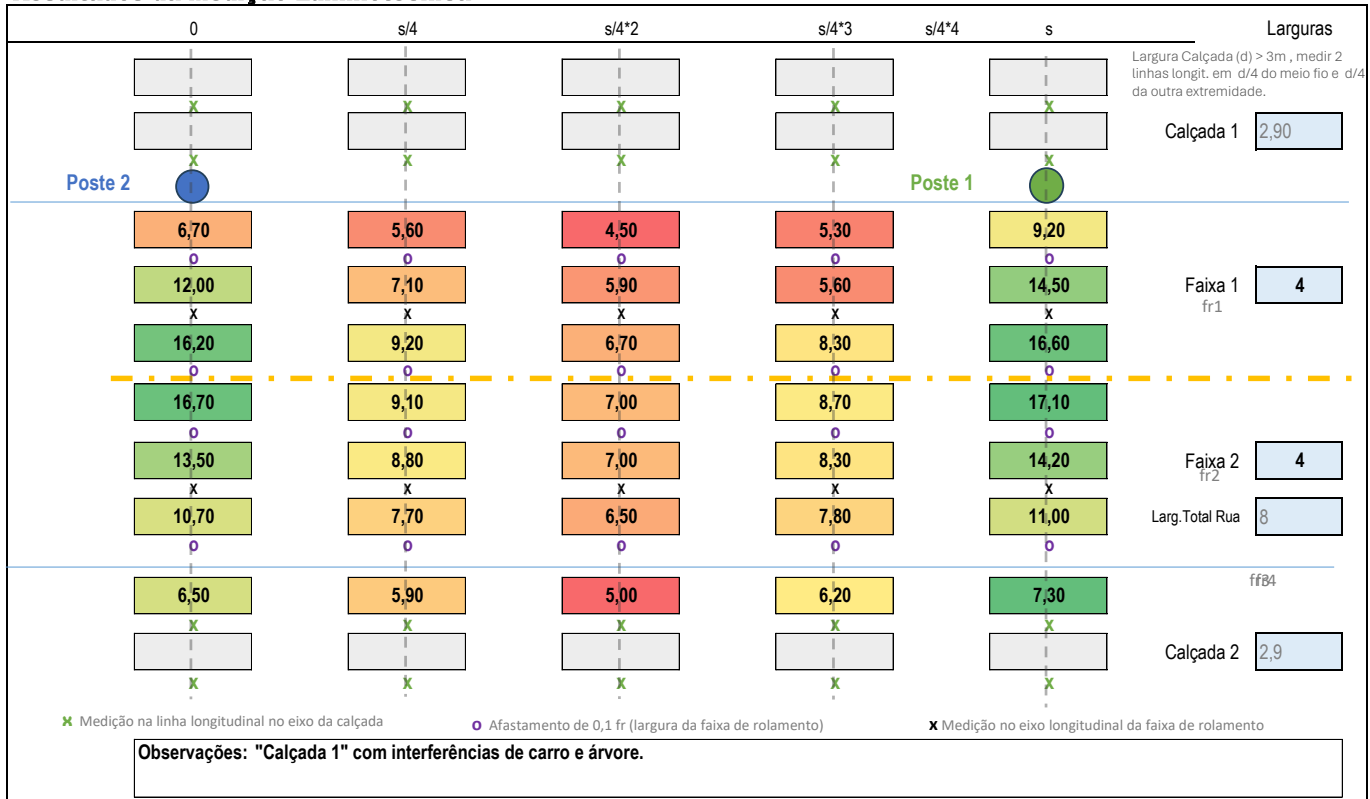 0 s/4 s/4*2 s/4*3 s/4*4 s Larguras
Largura Calçada (d) > 3m , medir 2
linhas longit. em d/4 do meio fio e d/4
da outra extremidade.
x x x x x
Calçada 1 2,90
x x x x x
Poste 2 Poste 1
6,70 5,60 4,50 5,30 9,20
o o o o o
12,00 7,10 5,90 5,60 14,50 Faixa 1 4
fr1
x x x x x
16,20 9,20 6,70 8,30 16,60
o o o o o
16,70 9,10 7,00 8,70 17,10
o o o o o
13,50 8,80 7,00 8,30 14,20 Faixa 2 4
fr2
x x x x x
10,70 7,70 6,50 7,80 11,00 Larg.Total Rua 8
o o o o o
6,50 5,90 5,00 6,20 7,30
x x x x x
Calçada 2 2,9
x x x x x
x Medição na linha longitudinal no eixo da calçada o Afastamento de 0,1 fr (largura da faixa de rolamento) x Medição no eixo longitudinal da faixa de rolamento
Observações: "Calçada 1" com interferências de carro e árvore.